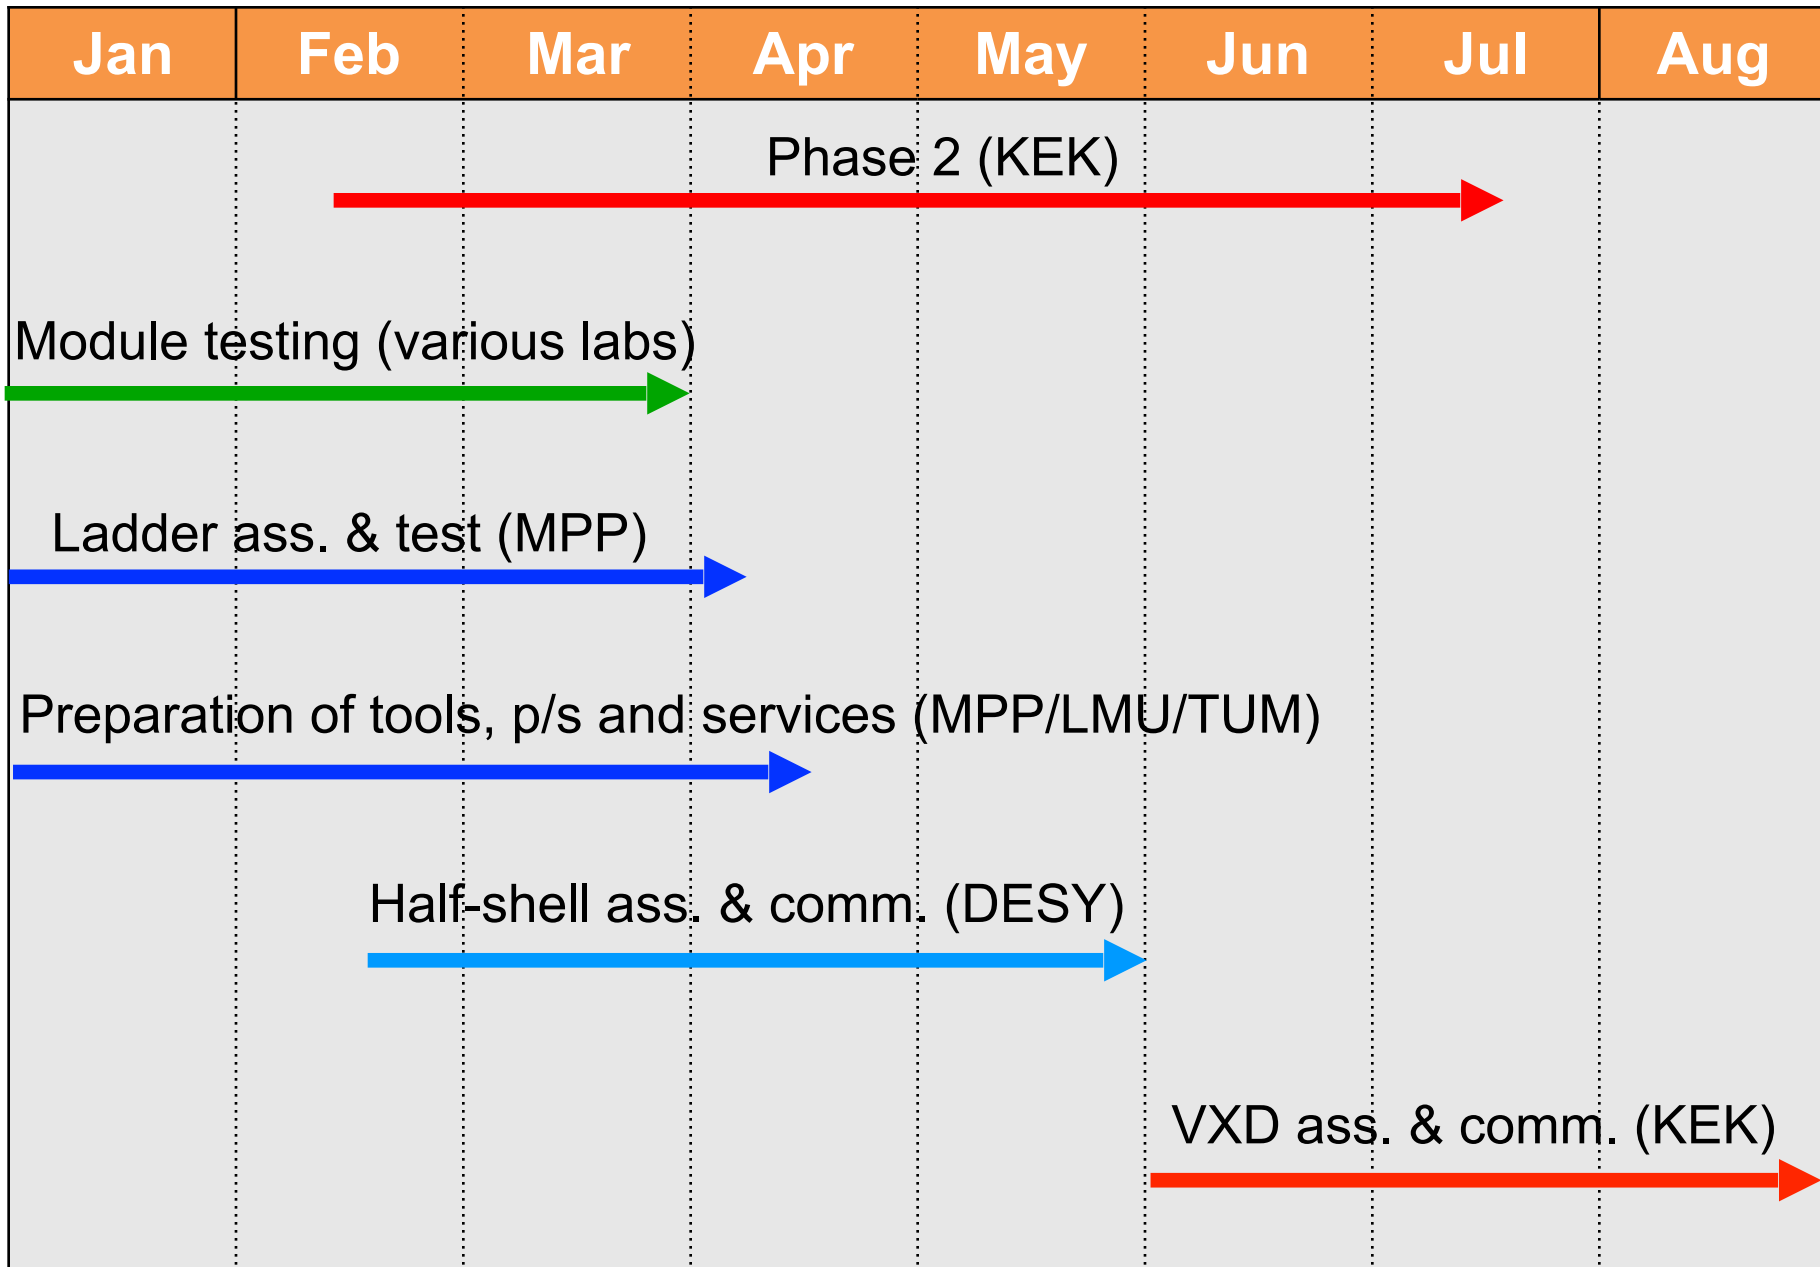 Jan Feb Mar Apr May Jun Jul Aug
Phase 2 (KEK)
Module testing (various labs)
Ladder ass. & test (MPP)
Preparation of tools, p/s and services (MPP/LMU/TUM)
Half-shell ass. & comm. (DESY)
VXD ass. & comm. (KEK)